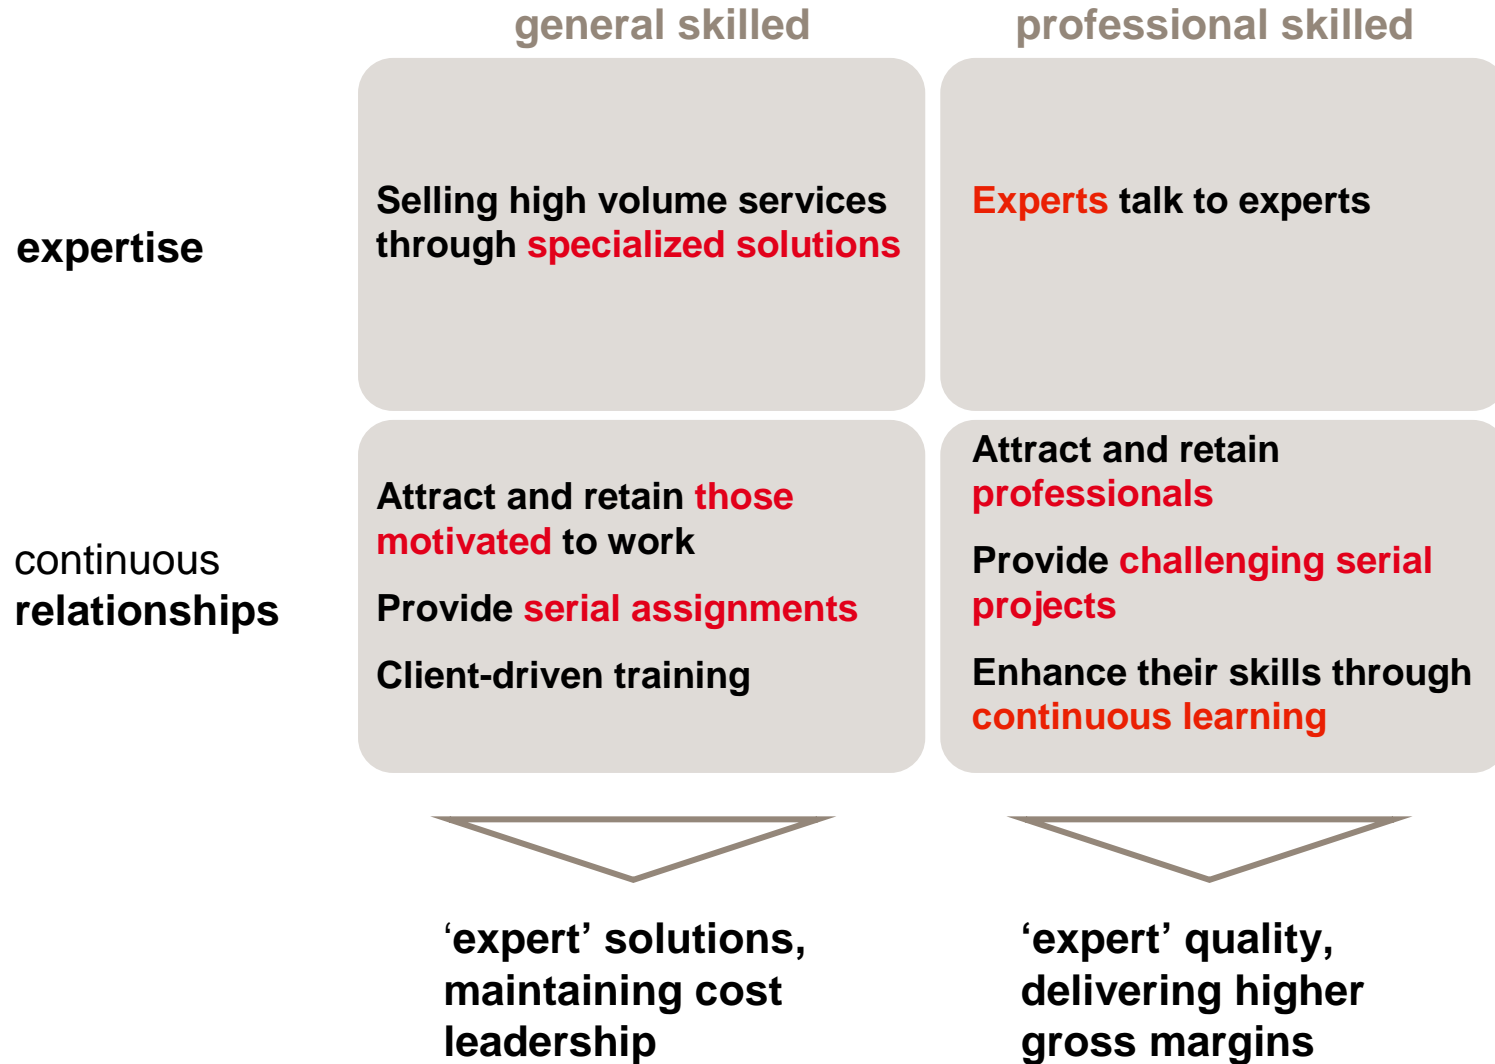 general skilled
professional skilled
expertise
Selling high volume services
through specialized solutions
Experts talk to experts
continuous
relationships
Attract and retain those
motivated to work
Provide serial assignments
Client-driven training
Attract and retain
professionals
Provide challenging serial
projects
Enhance their skills through
continuous learning
‘expert’ solutions,
maintaining cost
leadership
‘expert’ quality,
delivering higher
gross margins